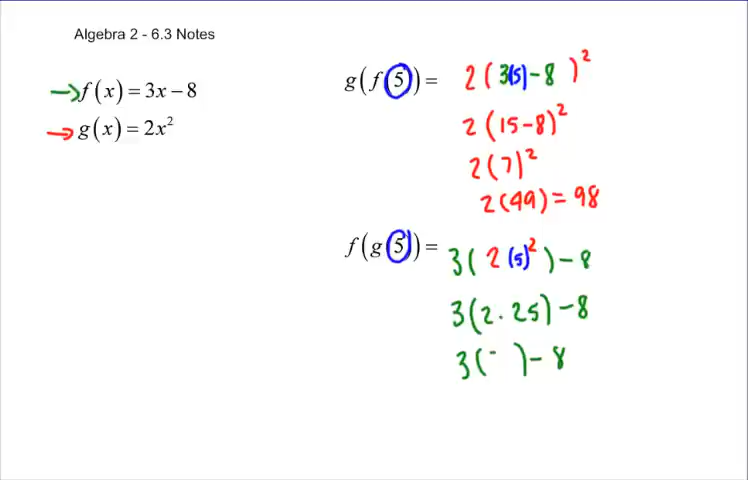 Algebra 2 - 6.3 Notes
→f(x) = 3x − 8
→g(x) = 2x²
g(f(5)) = 2(3(5)-8)²
2(15-8)²
2(7)²
2(49) = 98
f(g(5)) = 3(2(5)²)-8
3(2·25)-8
3( )-8